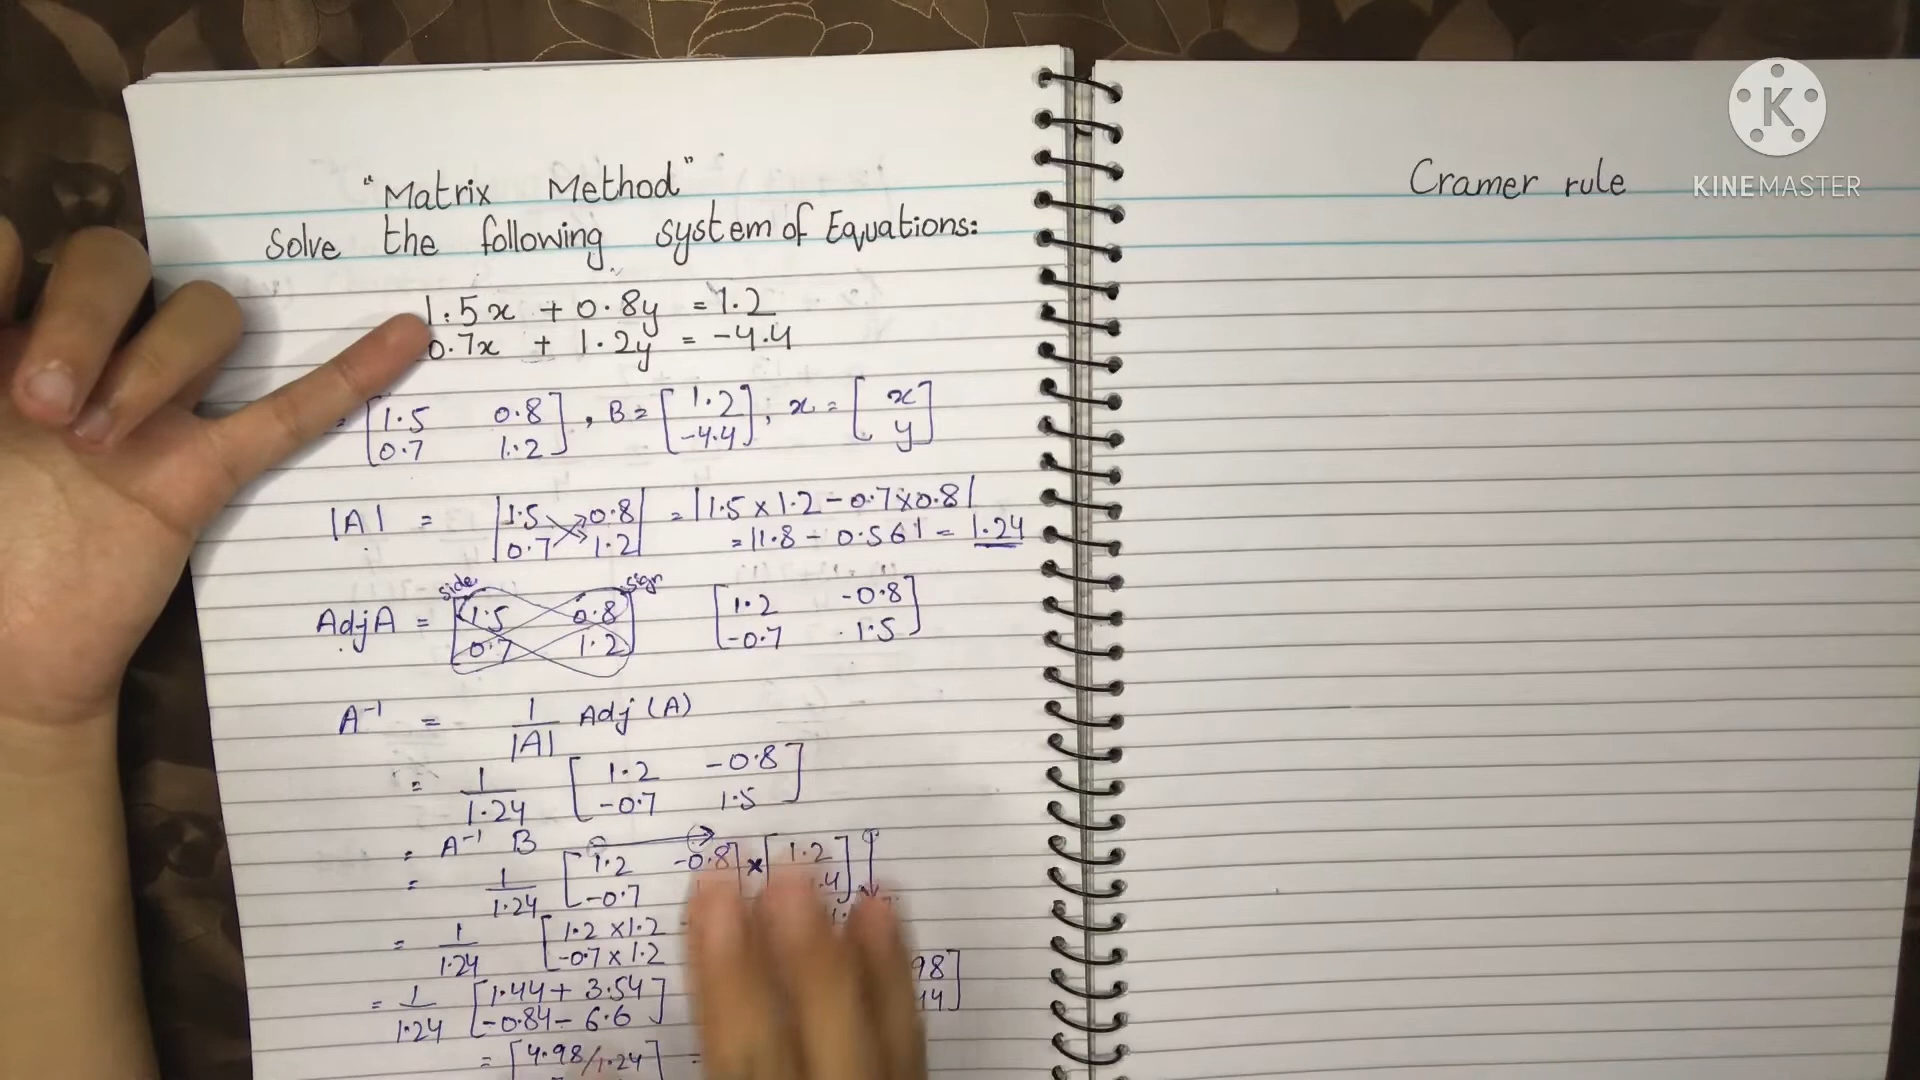 "Matrix Method"
Solve the following system of Equations:
1.5x + 0.8y = 1.2
0.7x + 1.2y = -4.4
= [1.5 0.8], B = [1.2]; x = [x]
[0.7 1.2] [-4.4] [y]
|A| = |1.5 0.8| = |1.5 × 1.2 - 0.7 × 0.8|
|0.7 1.2| = |1.8 - 0.56| = 1.24
side sign
AdjA = [1.5 0.8] [1.2 -0.8]
[0.7 1.2] [-0.7 1.5]
A⁻¹ = 1/|A| Adj (A)
= 1/1.24 [1.2 -0.8]
[-0.7 1.5]
= A⁻¹ B
= 1/1.24 [1.2 -0.8] × [1.2]
[-0.7 .4]
= 1/1.24 [1.2 × 1.2
[-0.7 × 1.2
98]
= 1/1.24 [1.44 + 3.54] 14]
[-0.84 - 6.6]
= [4.98/1.24] =
Cramer rule
KINEMASTER
K